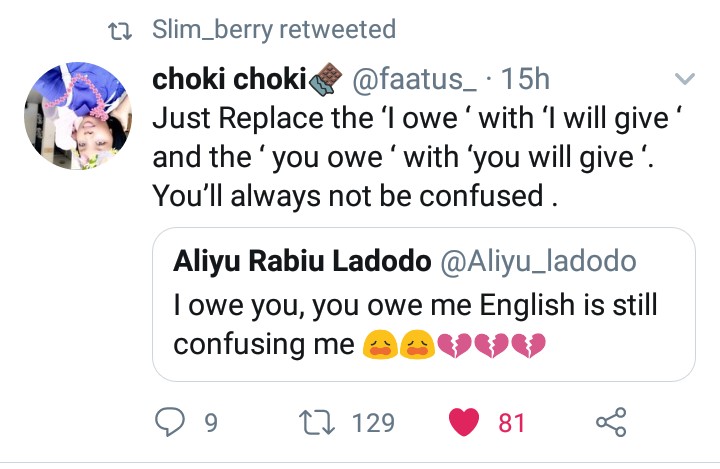 Slim_berry retweeted
choki choki🍫 @faatus_ · 15h
Just Replace the ‘I owe ‘ with ‘I will give ‘
and the ‘ you owe ‘ with ‘you will give ‘.
You’ll always not be confused .
Aliyu Rabiu Ladodo @Aliyu_ladodo
I owe you, you owe me English is still
confusing me 😩😩💔💔💔
9 129 81